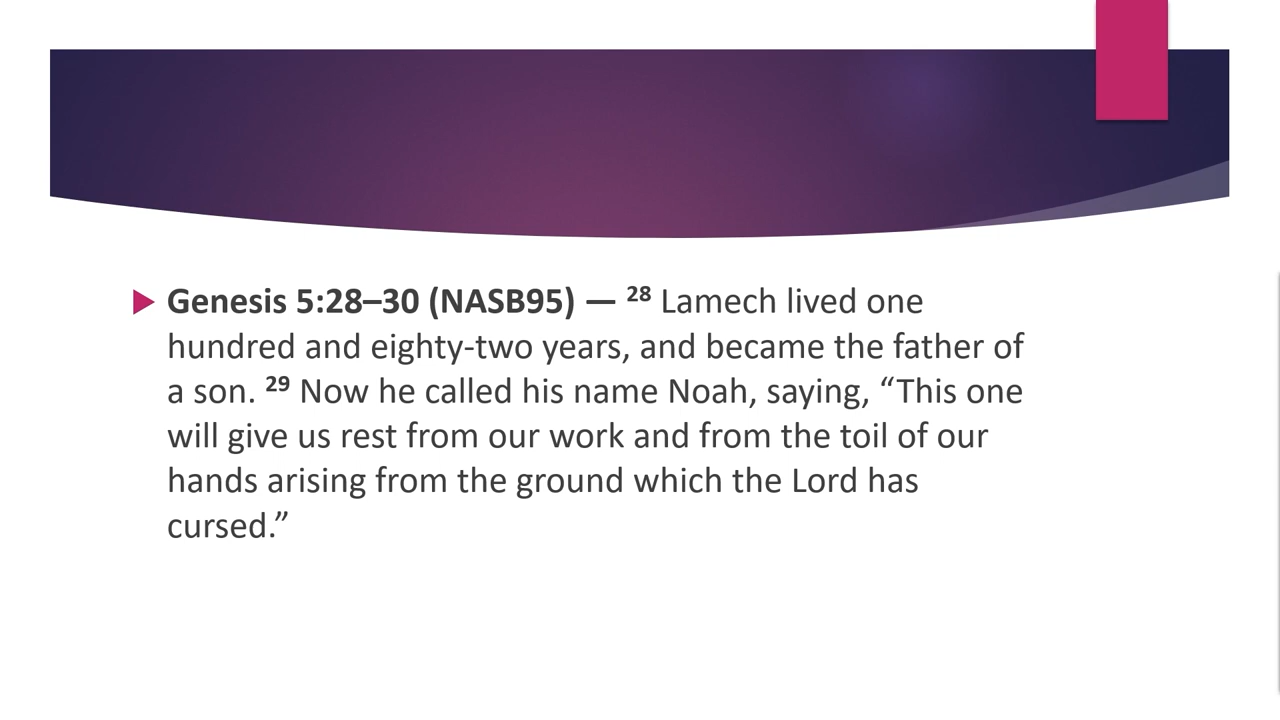 Genesis 5:28–30 (NASB95) — 28 Lamech lived one
hundred and eighty-two years, and became the father of
a son. 29 Now he called his name Noah, saying, “This one
will give us rest from our work and from the toil of our
hands arising from the ground which the Lord has
cursed.”